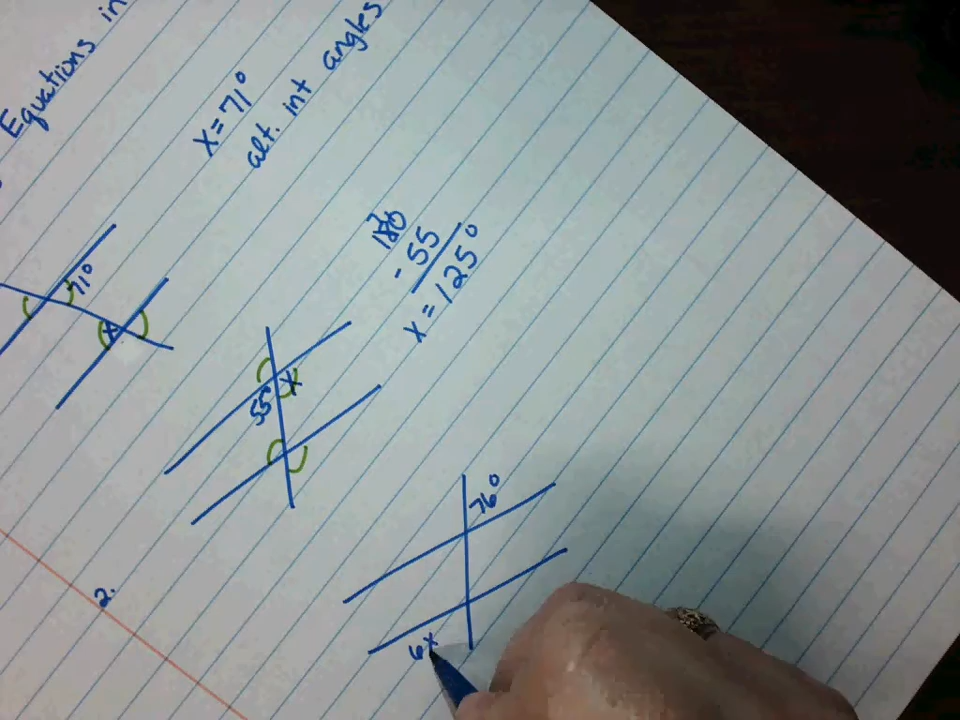 Equations in
x = 71°
alt. int angles
71°
x
55°
x
180
- 55
x = 125°
2.
76°
6x